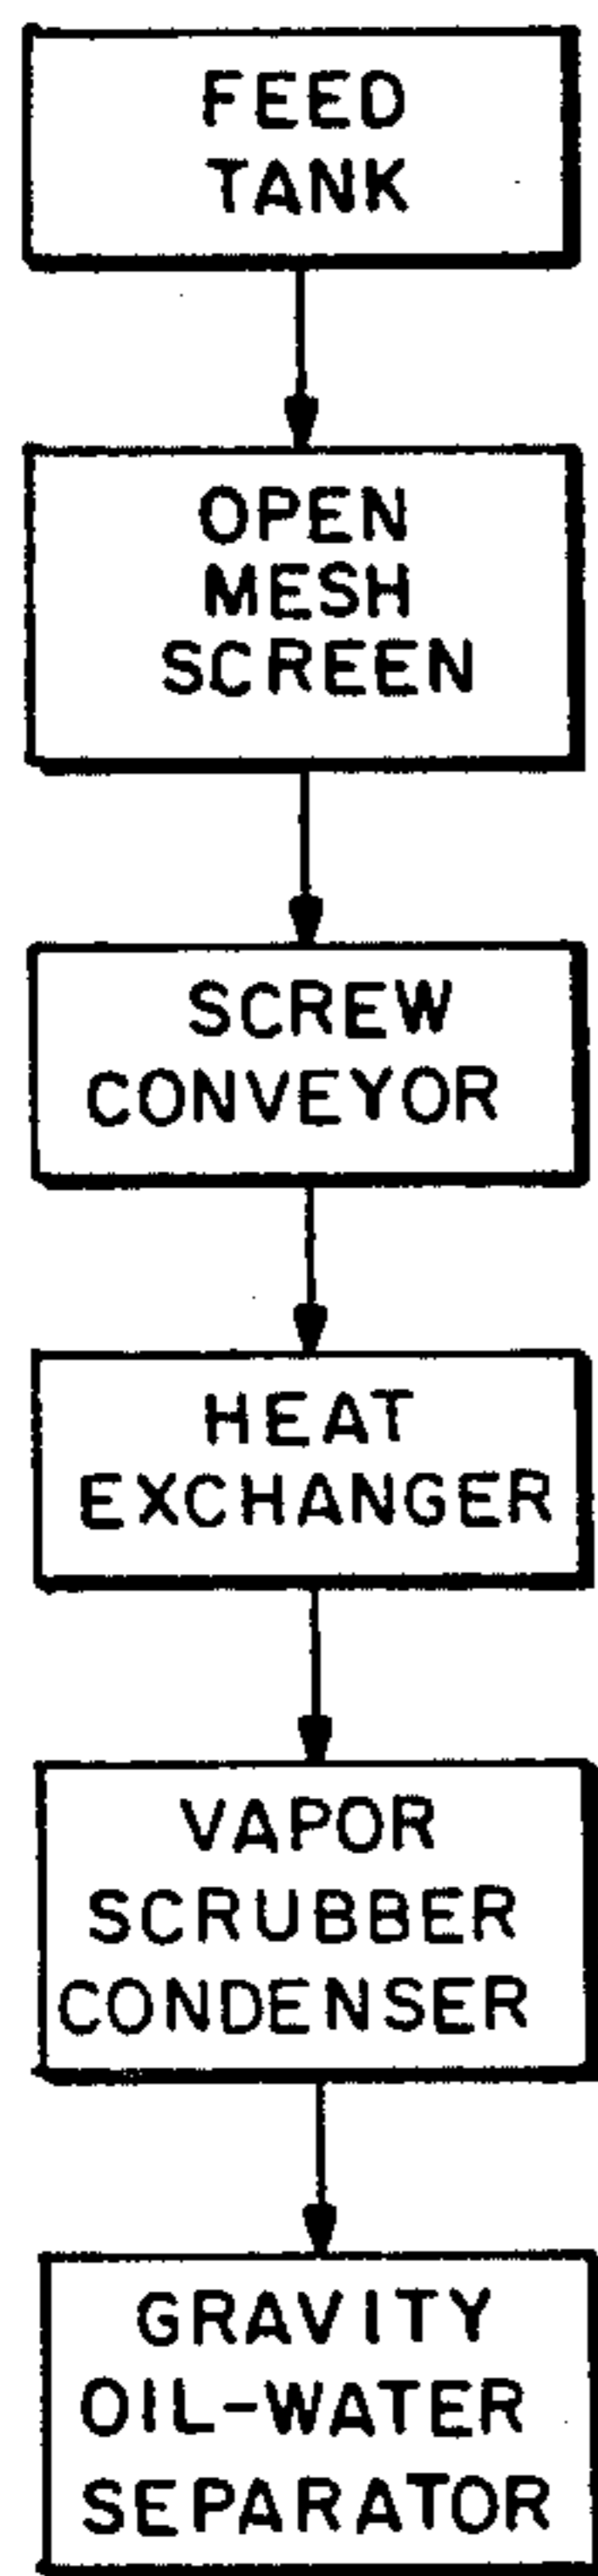 FEED
TANK
OPEN
MESH
SCREEN
SCREW
CONVEYOR
HEAT
EXCHANGER
VAPOR
SCRUBBER
CONDENSER
GRAVITY
OIL-WATER
SEPARATOR